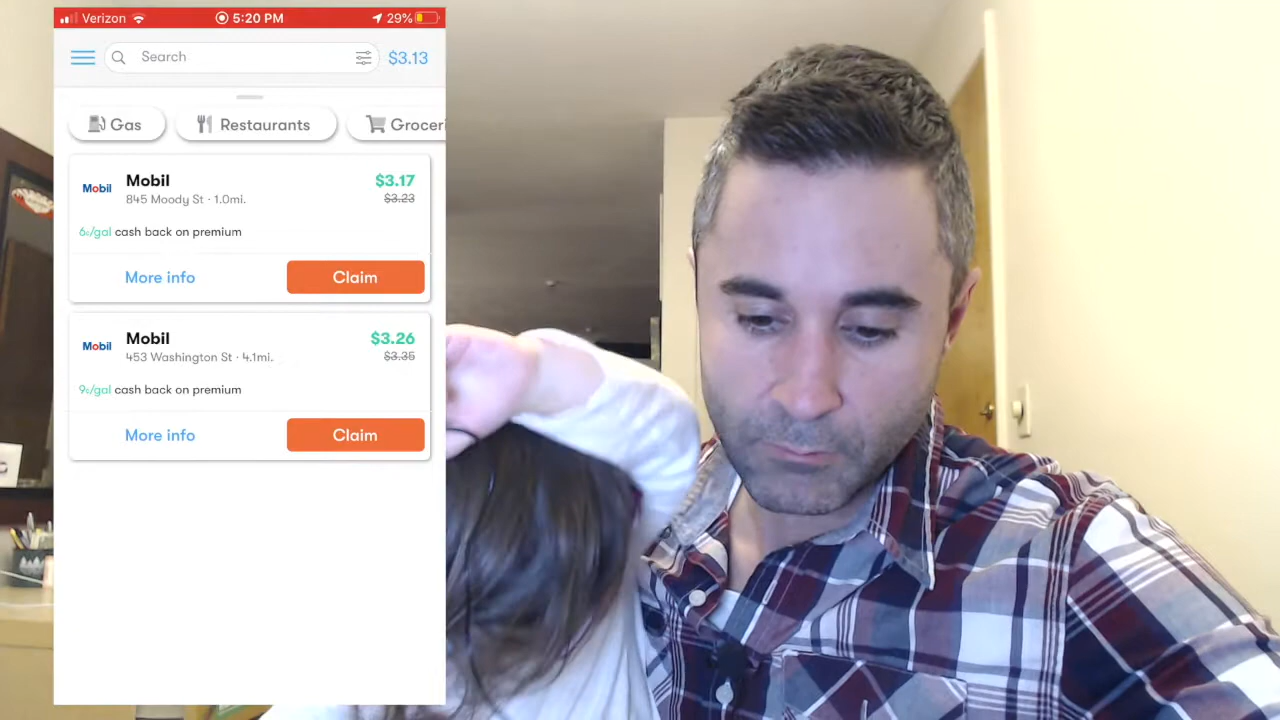 Verizon 5:20 PM 29%
Search $3.13
Gas Restaurants Groceri
Mobil Mobil $3.17
845 Moody St · 1.0mi. $3.23
6¢/gal cash back on premium
More info Claim
Mobil Mobil $3.26
453 Washington St · 4.1mi. $3.35
9¢/gal cash back on premium
More info Claim